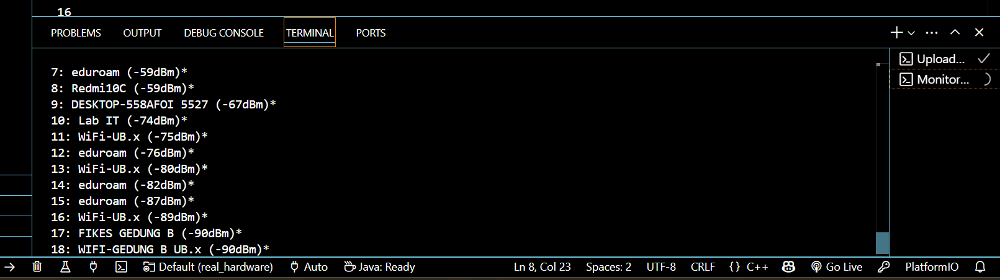 16
PROBLEMS OUTPUT DEBUG CONSOLE TERMINAL PORTS
7: eduroam (-59dBm)*
8: Redmi10C (-59dBm)*
9: DESKTOP-558AFOI 5527 (-67dBm)*
10: Lab IT (-74dBm)*
11: WiFi-UB.x (-75dBm)*
12: eduroam (-76dBm)*
13: WiFi-UB.x (-80dBm)*
14: eduroam (-82dBm)*
15: eduroam (-87dBm)*
16: WiFi-UB.x (-89dBm)*
17: FIKES GEDUNG B (-90dBm)*
18: WIFI-GEDUNG B UB.x (-90dBm)*
Upload...
Monitor...
Default (real_hardware) Auto Java: Ready Ln 8, Col 23 Spaces: 2 UTF-8 CRLF {} C++ Go Live PlatformIO